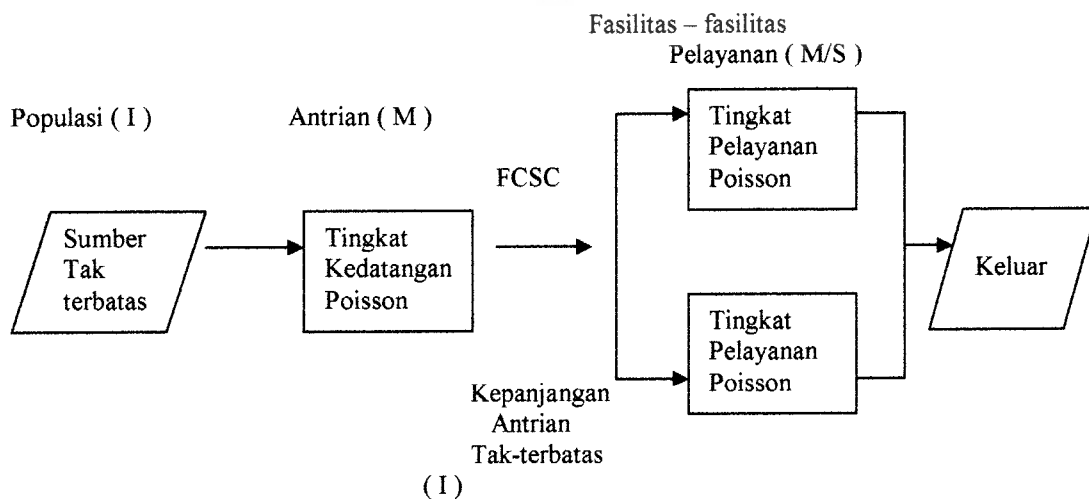 Fasilitas – fasilitas
Pelayanan ( M/S )
Populasi ( I )
Antrian ( M )
FCSC
Sumber
Tak
terbatas
Tingkat
Kedatangan
Poisson
Tingkat
Pelayanan
Poisson
Tingkat
Pelayanan
Poisson
Keluar
Kepanjangan
Antrian
Tak-terbatas
( I )